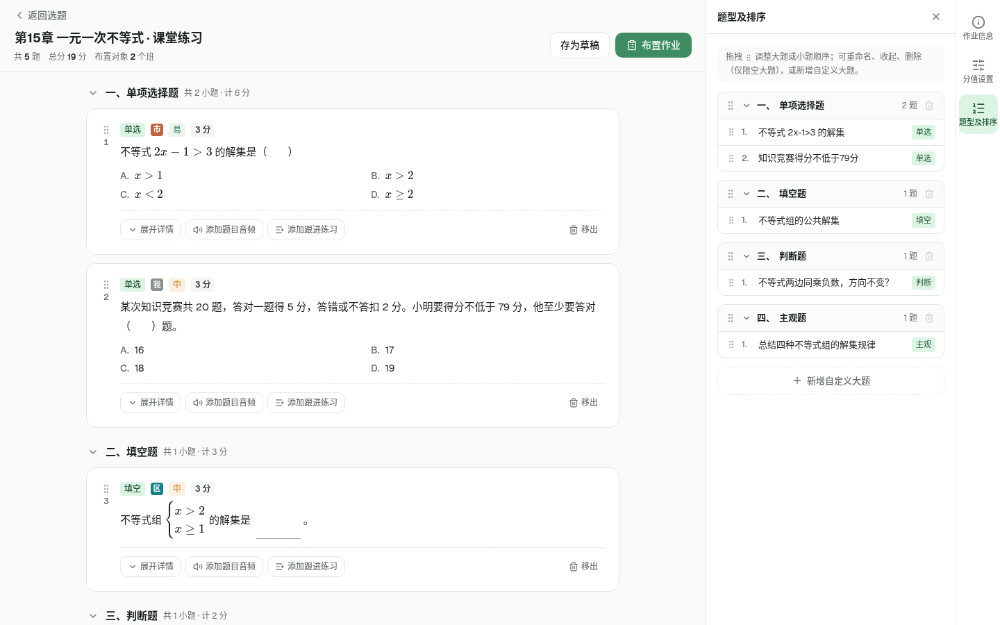 返回选题
第15章 一元一次不等式 · 课堂练习
共 5 题 总分 19 分 布置对象 2 个班
存为草稿
布置作业
一、单项选择题 共 2 小题 · 计 6 分
单选 市 易 3 分
1
不等式 2x − 1 > 3 的解集是（　　）
A. x > 1
B. x > 2
C. x < 2
D. x ≥ 2
展开详情 添加题目音频 添加跟进练习 移出
单选 我 中 3 分
2
某次知识竞赛共 20 题，答对一题得 5 分，答错或不答扣 2 分。小明要得分不低于 79 分，他至少要答对
（　　）题。
A. 16
B. 17
C. 18
D. 19
展开详情 添加题目音频 添加跟进练习 移出
二、填空题 共 1 小题 · 计 3 分
填空 区 中 3 分
3
不等式组 { x > 2
x ≥ 1 的解集是 ______ 。
展开详情 添加题目音频 添加跟进练习 移出
三、判断题 共 1 小题 · 计 2 分
题型及排序
拖拽 ⠿ 调整大题或小题顺序；可重命名、收起、删除
（仅限空大题），或新增自定义大题。
一、 单项选择题 2 题
1. 不等式 2x-1>3 的解集 单选
2. 知识竞赛得分不低于79分 单选
二、 填空题 1 题
1. 不等式组的公共解集 填空
三、 判断题 1 题
1. 不等式两边同乘负数，方向不变？ 判断
四、 主观题 1 题
1. 总结四种不等式组的解集规律 主观
新增自定义大题
作业信息
分值设置
题型及排序